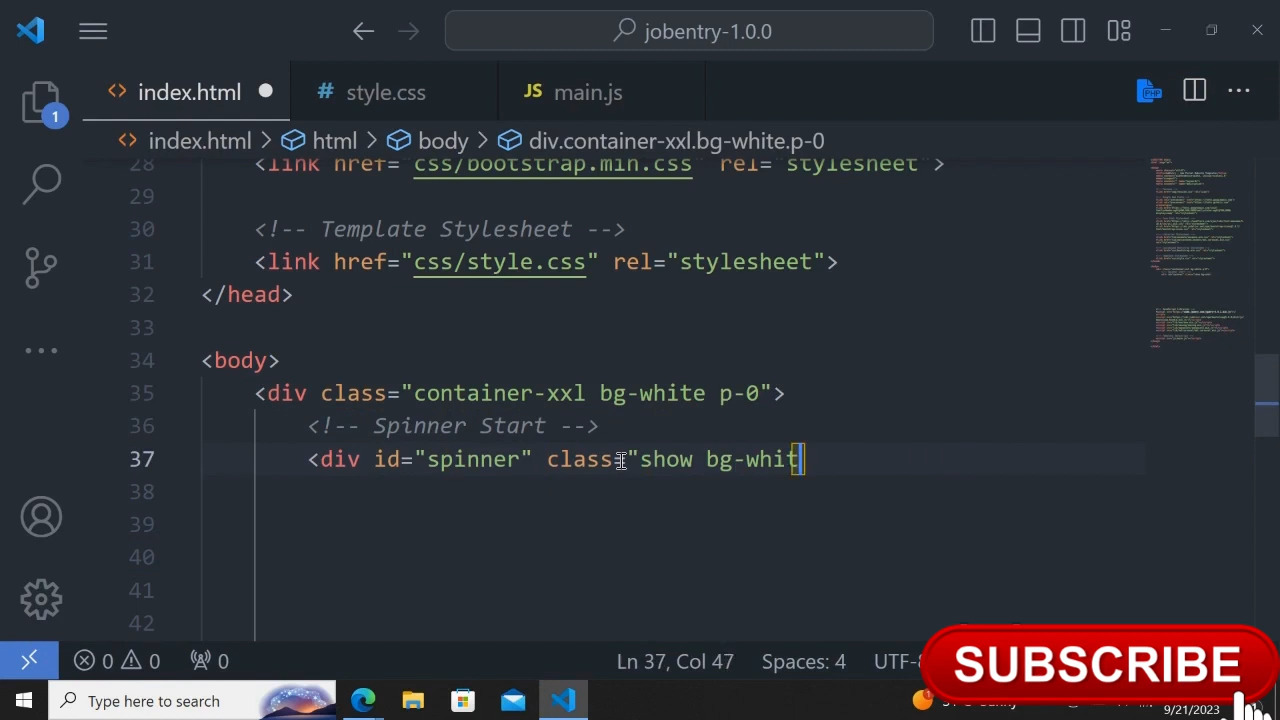 jobentry-1.0.0
index.html
style.css
JS main.js
PHP
1
index.html > html > body > div.container-xxl.bg-white.p-0
28 <link href="css/bootstrap.min.css" rel="stylesheet">
29
30 <!-- Template Stylesheet -->
31 <link href="css/style.css" rel="stylesheet">
32 </head>
33
34 <body>
35 <div class="container-xxl bg-white p-0">
36 <!-- Spinner Start -->
37 <div id="spinner" class="show bg-whit
38
39
40
41
42
0 0 0 Ln 37, Col 47 Spaces: 4 UTF-8
SUBSCRIBE
Type here to search
9/21/2023